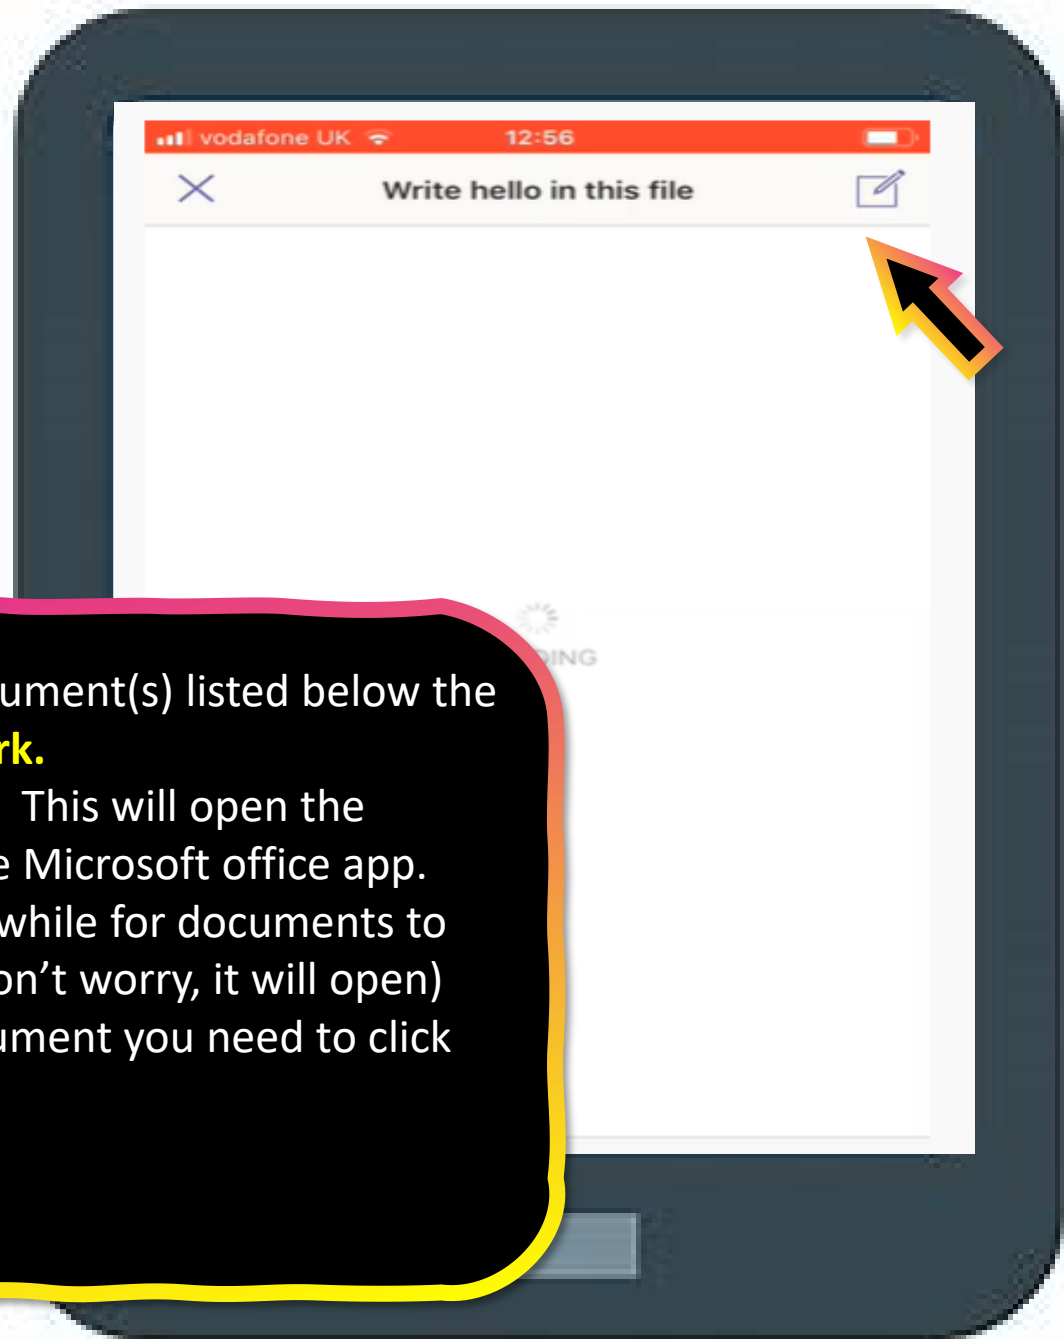 vodafone UK 12:56
Write hello in this file
DING
ument(s) listed below the
rk.
This will open the
e Microsoft office app.
while for documents to
on’t worry, it will open)
ument you need to click